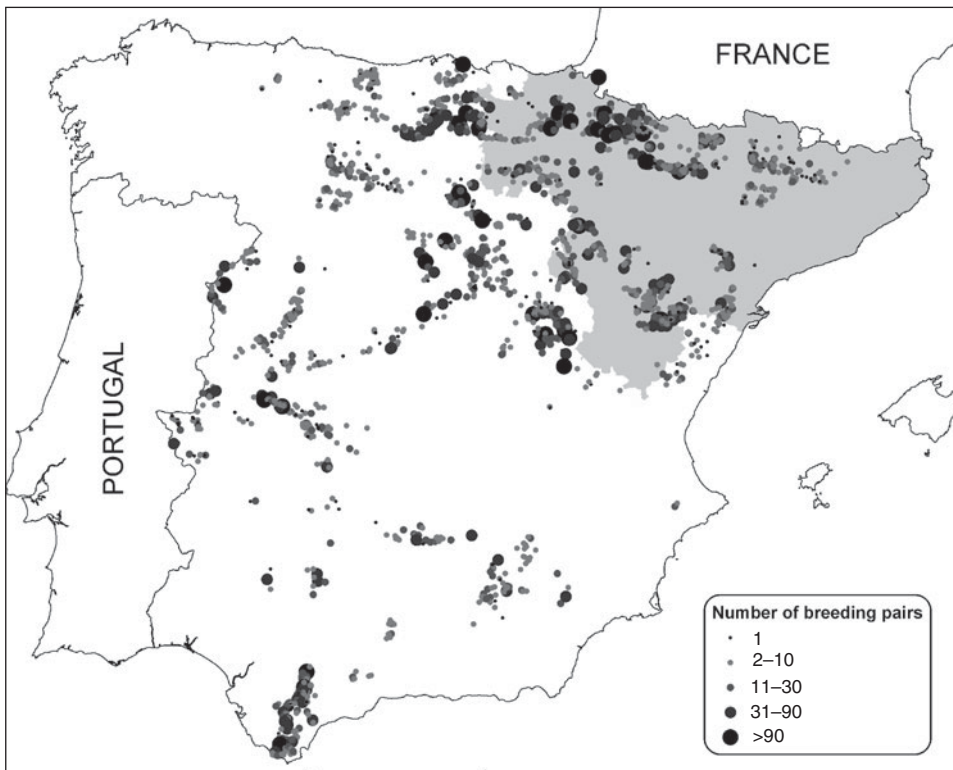 FRANCE
PORTUGAL
Number of breeding pairs
1
2–10
11–30
31–90
>90